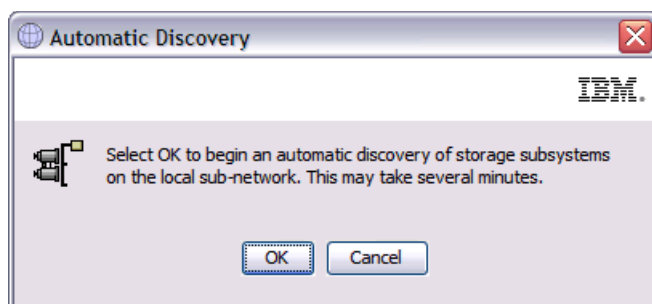 Automatic Discovery
IBM.
Select OK to begin an automatic discovery of storage subsystems
on the local sub-network. This may take several minutes.
OK
Cancel